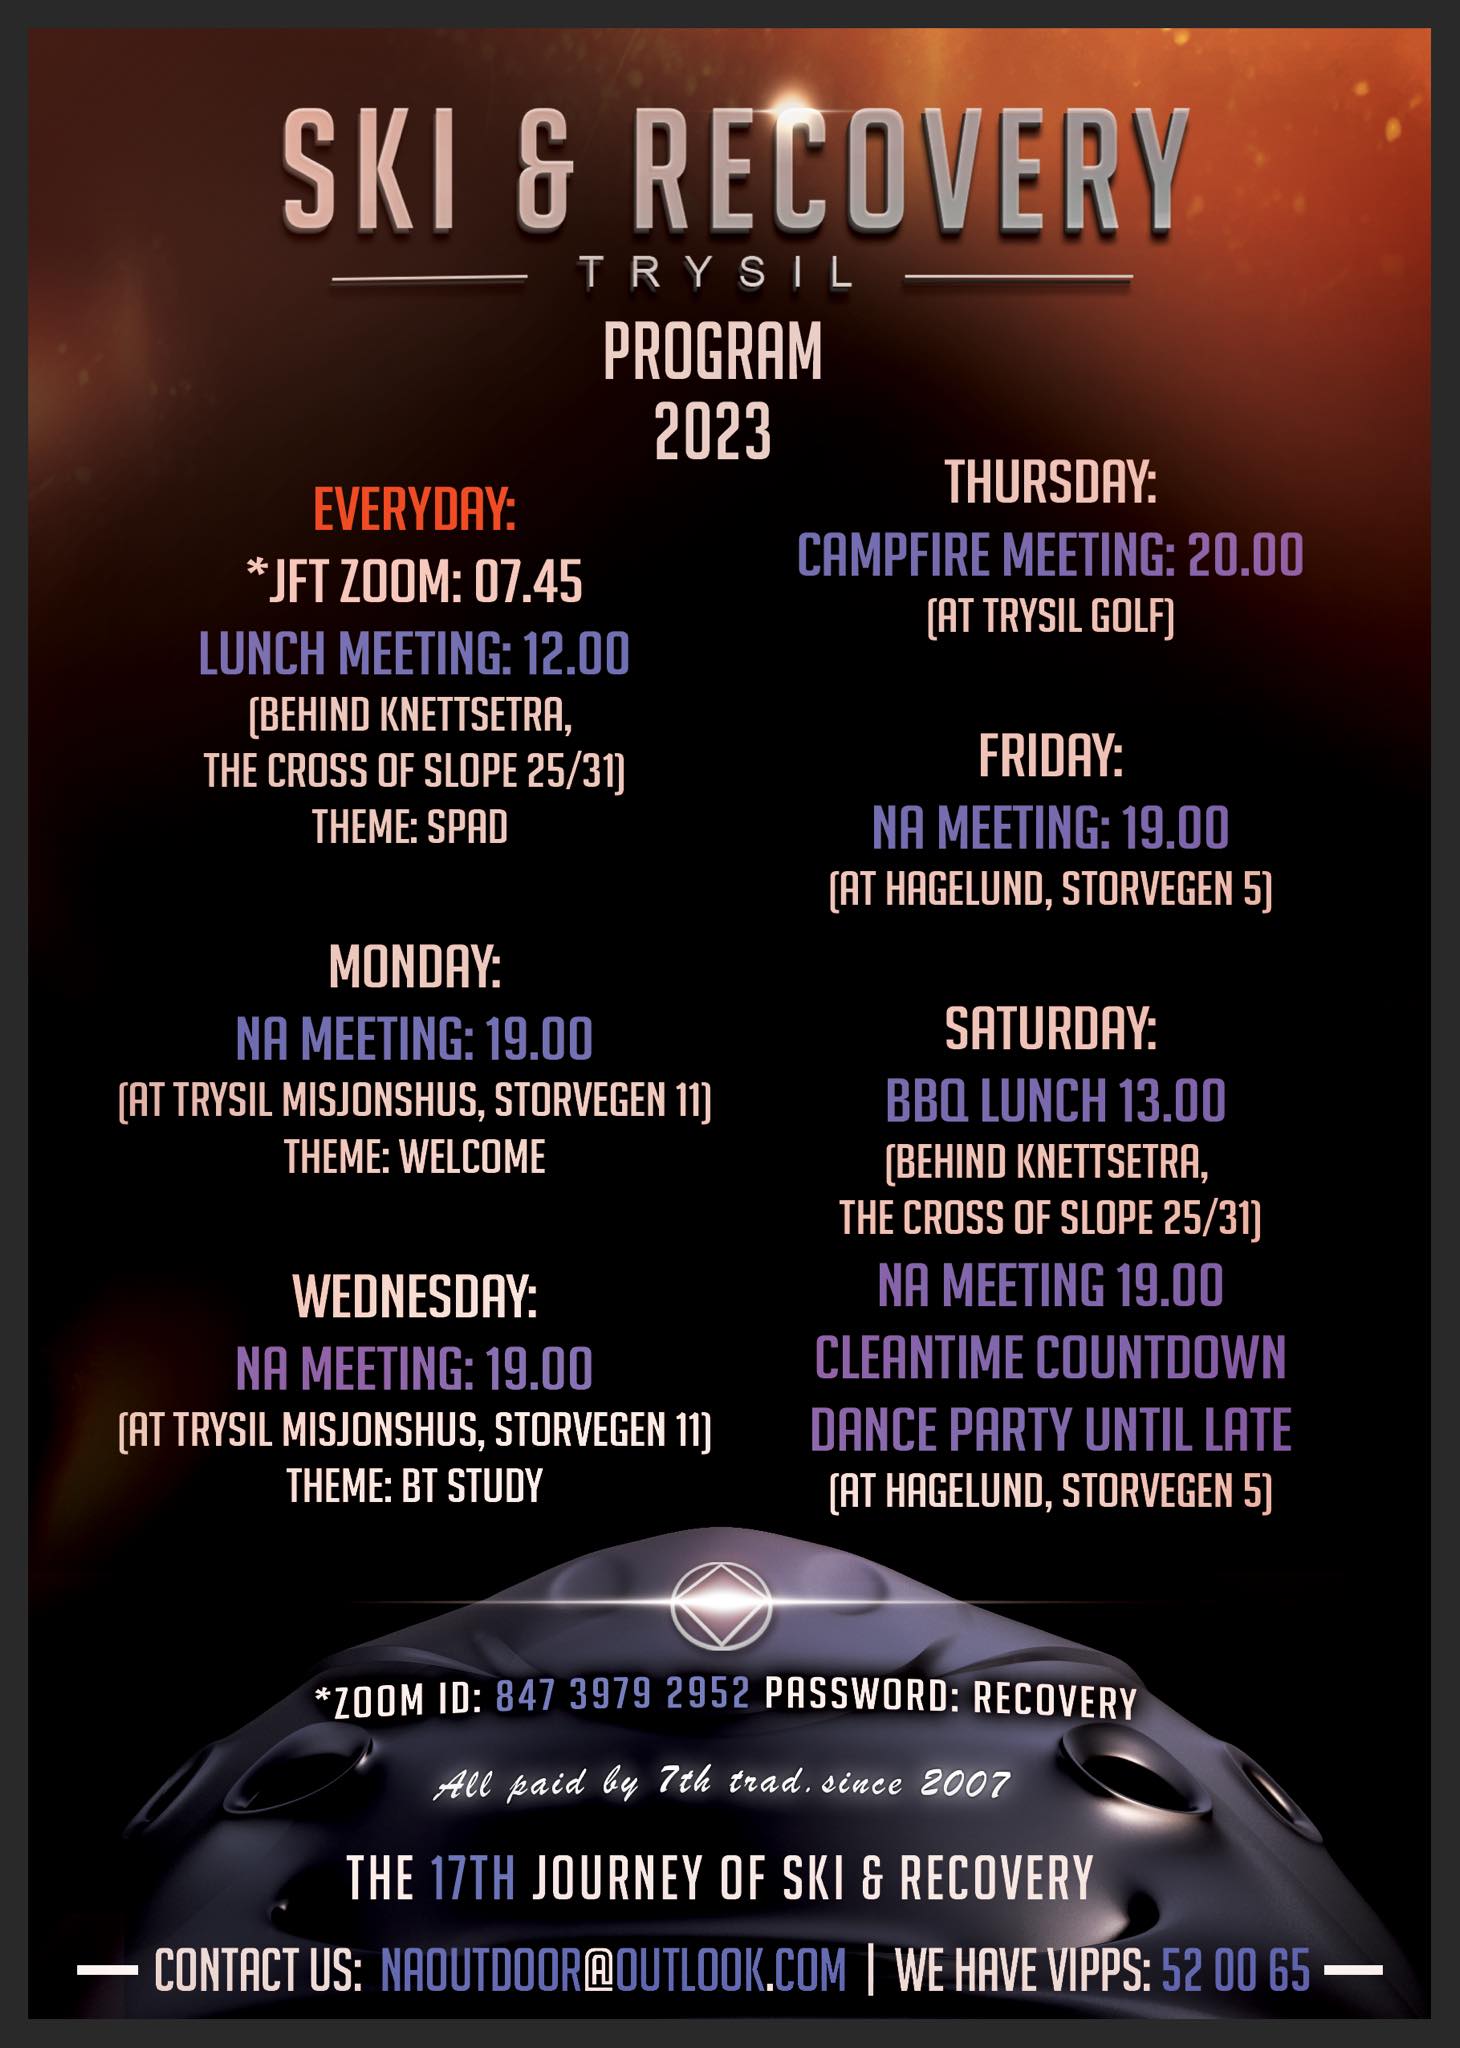 SKI & RECOVERY
TRYSIL
PROGRAM
2023
EVERYDAY:
*JFT ZOOM: 07.45
LUNCH MEETING: 12.00
(BEHIND KNETTSETRA,
THE CROSS OF SLOPE 25/31)
THEME: SPAD
MONDAY:
NA MEETING: 19.00
(AT TRYSIL MISJONSHUS, STORVEGEN 11)
THEME: WELCOME
WEDNESDAY:
NA MEETING: 19.00
(AT TRYSIL MISJONSHUS, STORVEGEN 11)
THEME: BT STUDY
THURSDAY:
CAMPFIRE MEETING: 20.00
(AT TRYSIL GOLF)
FRIDAY:
NA MEETING: 19.00
(AT HAGELUND, STORVEGEN 5)
SATURDAY:
BBQ LUNCH 13.00
(BEHIND KNETTSETRA,
THE CROSS OF SLOPE 25/31)
NA MEETING 19.00
CLEANTIME COUNTDOWN
DANCE PARTY UNTIL LATE
(AT HAGELUND, STORVEGEN 5)
*ZOOM ID: 847 3979 2952 PASSWORD: RECOVERY
All paid by 7th trad. since 2007
THE 17TH JOURNEY OF SKI & RECOVERY
CONTACT US: NAOUTDOOR@OUTLOOK.COM | WE HAVE VIPPS: 52 00 65